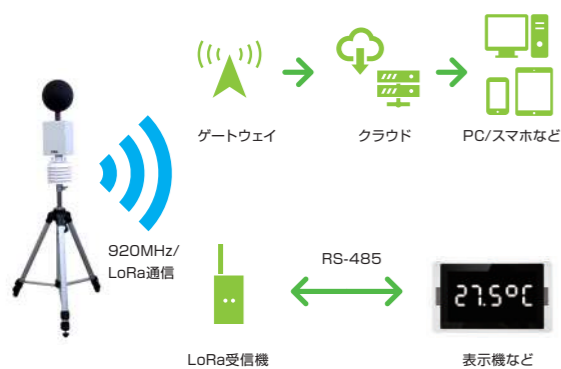 ゲートウェイ
クラウド
PC/スマホなど
920MHz/
LoRa通信
RS-485
27.5℃
LoRa受信機
表示機など